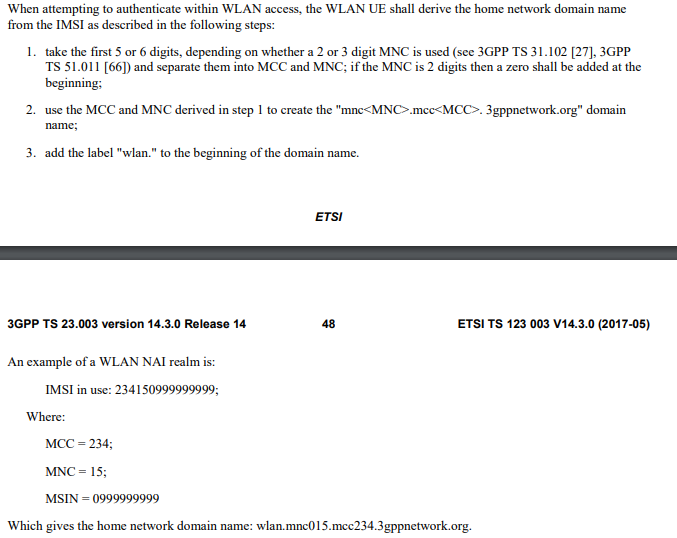 When attempting to authenticate within WLAN access, the WLAN UE shall derive the home network domain name
from the IMSI as described in the following steps:
1. take the first 5 or 6 digits, depending on whether a 2 or 3 digit MNC is used (see 3GPP TS 31.102 [27], 3GPP
TS 51.011 [66]) and separate them into MCC and MNC; if the MNC is 2 digits then a zero shall be added at the
beginning;
2. use the MCC and MNC derived in step 1 to create the "mnc<MNC>.mcc<MCC>. 3gppnetwork.org" domain
name;
3. add the label "wlan." to the beginning of the domain name.
ETSI
3GPP TS 23.003 version 14.3.0 Release 14 48 ETSI TS 123 003 V14.3.0 (2017-05)
An example of a WLAN NAI realm is:
IMSI in use: 234150999999999;
Where:
MCC = 234;
MNC = 15;
MSIN = 0999999999
Which gives the home network domain name: wlan.mnc015.mcc234.3gppnetwork.org.